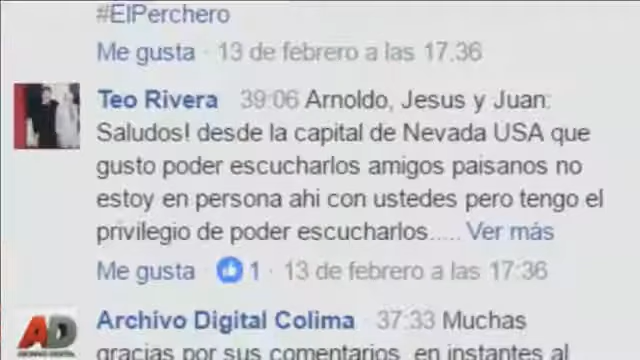 #ElPerchero
Me gusta · 13 de febrero a las 17.36
Teo Rivera 39:06 Arnoldo, Jesus y Juan:
Saludos! desde la capital de Nevada USA que
gusto poder escucharlos amigos paisanos no
estoy en persona ahi con ustedes pero tengo el
privilegio de poder escucharlos..... Ver más
Me gusta · 1 · 13 de febrero a las 17:36
AD
ARCHIVO DIGITAL
Archivo Digital Colima 37:33 Muchas
gracias por sus comentarios, en instantes al